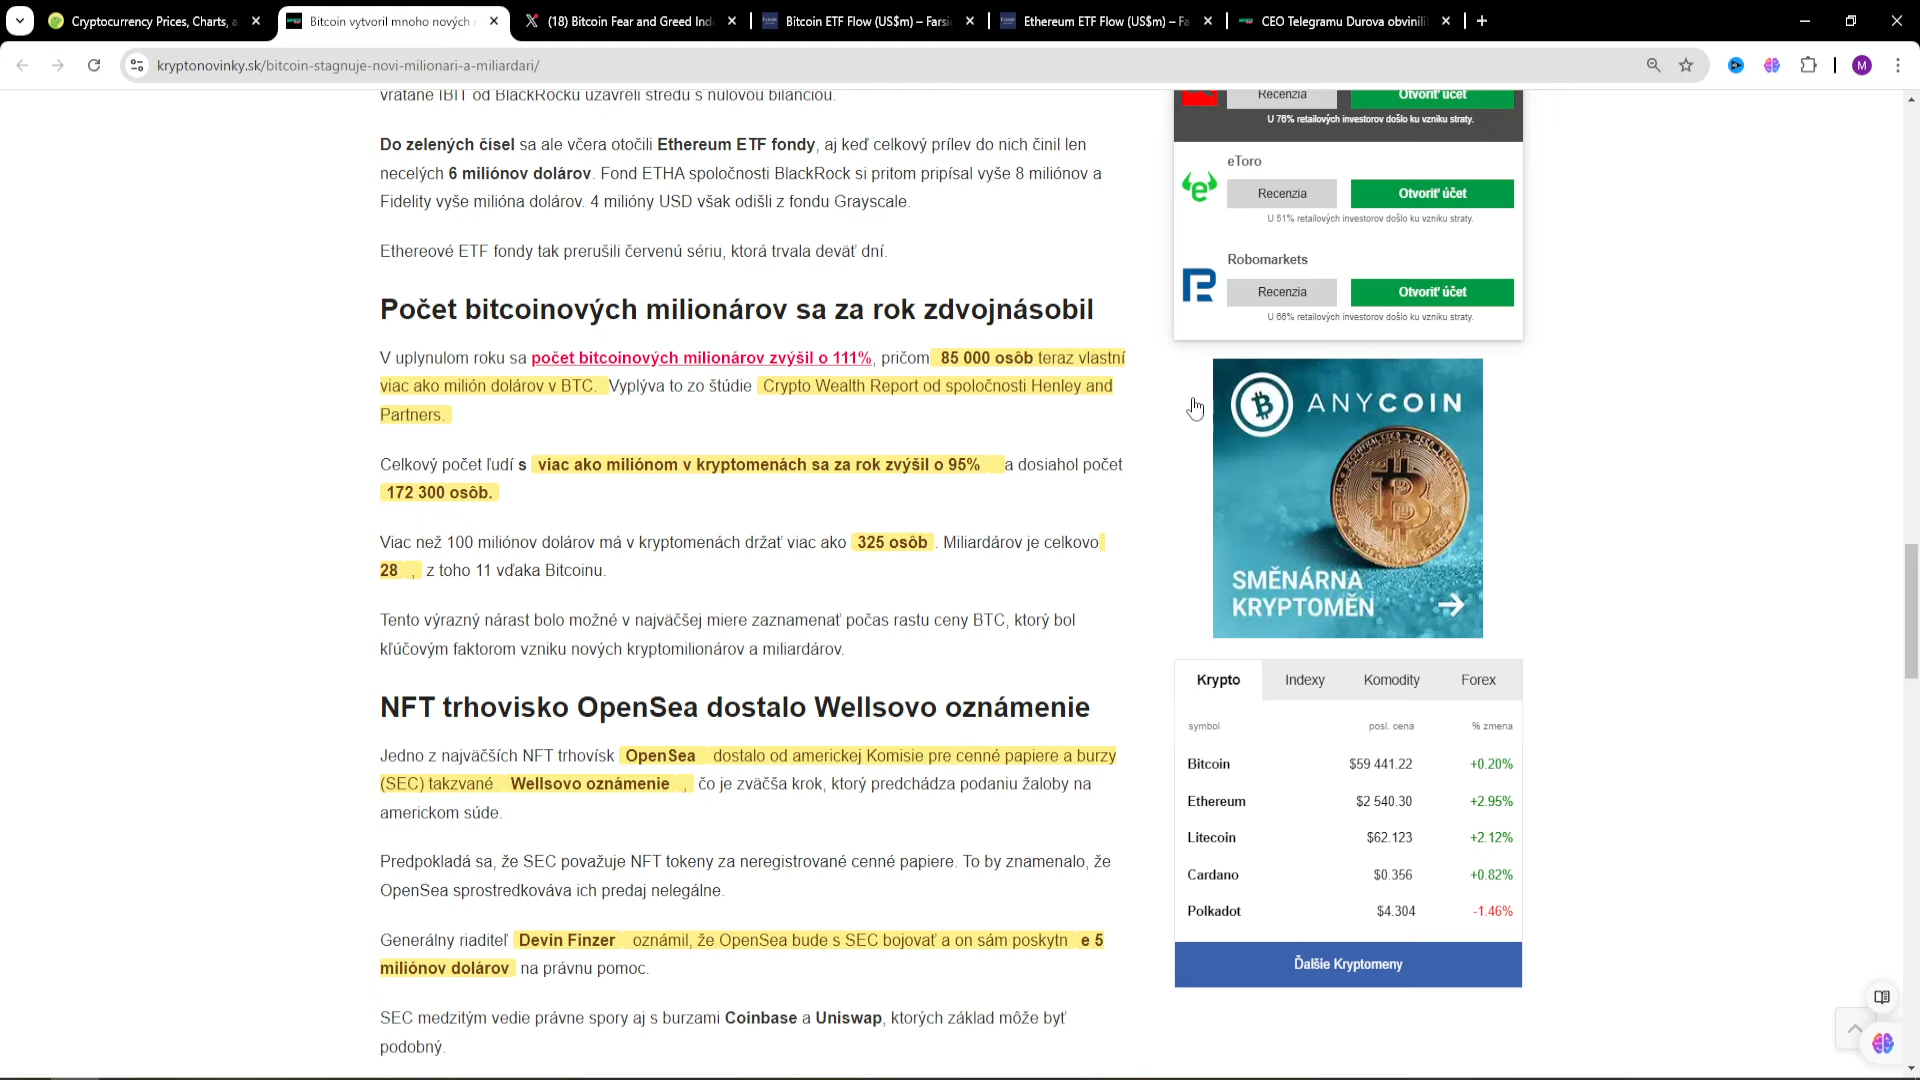 Cryptocurrency Prices, Charts, a
Bitcoin vytvoril mnoho nových m
(18) Bitcoin Fear and Greed Ind
Bitcoin ETF Flow (US$m) – Farsi
Ethereum ETF Flow (US$m) – Fa
CEO Telegramu Durova obvinili
kryptonovinky.sk/bitcoin-stagnuje-novi-milionari-a-miliardari/
M
vrátane IBIT od BlackRocku uzavreli stredu s nulovou bilanciou.
Do zelených čísel sa ale včera otočili Ethereum ETF fondy, aj keď celkový prílev do nich činil len
necelých 6 miliónov dolárov. Fond ETHA spoločnosti BlackRock si pritom pripísal vyše 8 miliónov a
Fidelity vyše milióna dolárov. 4 milióny USD však odišli z fondu Grayscale.
Ethereové ETF fondy tak prerušili červenú sériu, ktorá trvala deväť dní.
Počet bitcoinových milionárov sa za rok zdvojnásobil
V uplynulom roku sa počet bitcoinových milionárov zvýšil o 111%, pričom 85 000 osôb teraz vlastní
viac ako milión dolárov v BTC. Vyplýva to zo štúdie Crypto Wealth Report od spoločnosti Henley and
Partners.
Celkový počet ľudí s viac ako miliónom v kryptomenách sa za rok zvýšil o 95% a dosiahol počet
172 300 osôb.
Viac než 100 miliónov dolárov má v kryptomenách držať viac ako 325 osôb . Miliardárov je celkovo
28 , z toho 11 vďaka Bitcoinu.
Tento výrazný nárast bolo možné v najväčšej miere zaznamenať počas rastu ceny BTC, ktorý bol
kľúčovým faktorom vzniku nových kryptomilionárov a miliardárov.
NFT trhovisko OpenSea dostalo Wellsovo oznámenie
Jedno z najväčších NFT trhovísk OpenSea dostalo od americkej Komisie pre cenné papiere a burzy
(SEC) takzvané Wellsovo oznámenie , čo je zväčša krok, ktorý predchádza podaniu žaloby na
americkom súde.
Predpokladá sa, že SEC považuje NFT tokeny za neregistrované cenné papiere. To by znamenalo, že
OpenSea sprostredkováva ich predaj nelegálne.
Generálny riaditeľ Devin Finzer oznámil, že OpenSea bude s SEC bojovať a on sám poskytn e 5
miliónov dolárov na právnu pomoc.
SEC medzitým vedie právne spory aj s burzami Coinbase a Uniswap, ktorých základ môže byť
podobný.
Recenzia
Otvoriť účet
U 76% retailových investorov došlo ku vzniku straty.
eToro
Recenzia
Otvoriť účet
U 51% retailových investorov došlo ku vzniku straty.
Robomarkets
Recenzia
Otvoriť účet
U 66% retailových investorov došlo ku vzniku straty.
ANYCOIN
SMĚNÁRNA
KRYPTOMĚN
Krypto Indexy Komodity Forex
symbol posl. cena % zmena
Bitcoin $59 441.22 +0.20%
Ethereum $2 540.30 +2.95%
Litecoin $62.123 +2.12%
Cardano $0.356 +0.82%
Polkadot $4.304 -1.46%
Ďalšie Kryptomeny